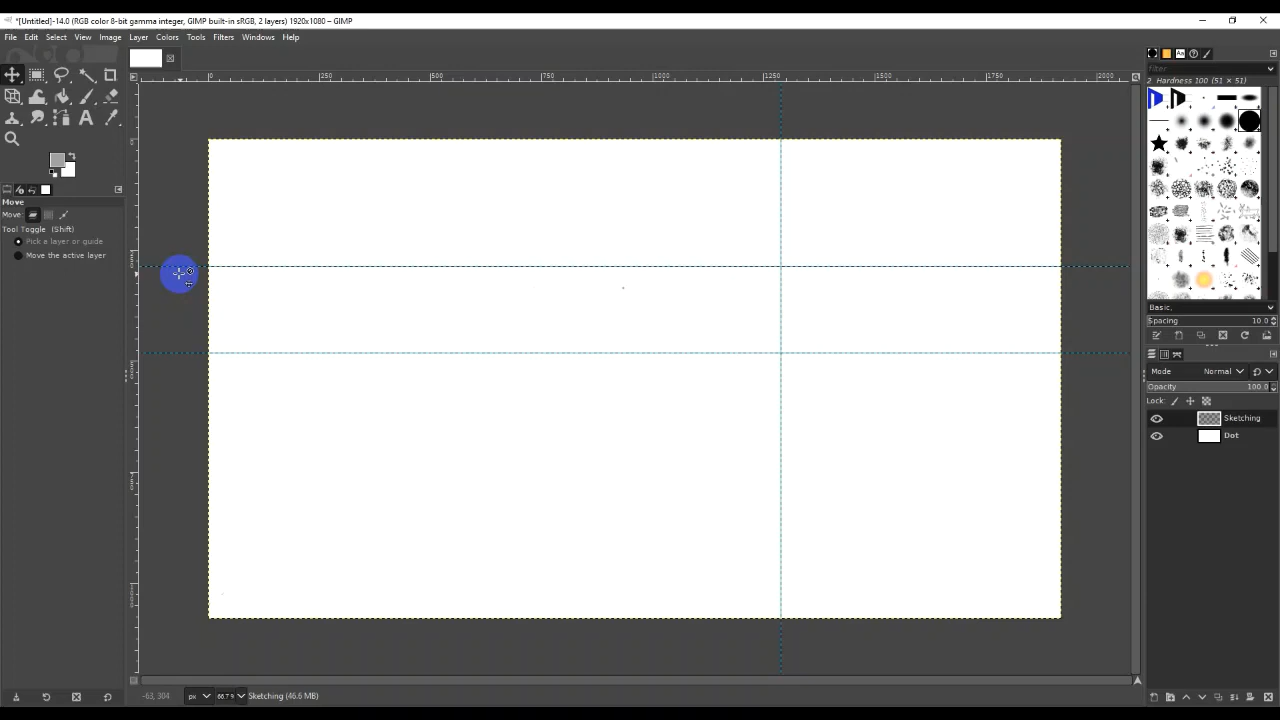 *[Untitled]-14.0 (RGB color 8-bit gamma integer, GIMP built-in sRGB, 2 layers) 1920x1080 – GIMP
File Edit Select View Image Layer Colors Tools Filters Windows Help
0 250 500 750 1000 1250 1500 1750 2000
filter
2. Hardness 100 (51 × 51)
Move
Move:
Tool Toggle (Shift)
Pick a layer or guide
Move the active layer
Basic,
Spacing 10.0
Mode Normal
Opacity 100.0
Lock:
Sketching
Dot
-63, 304 px 66.7 Sketching (46.6 MB)